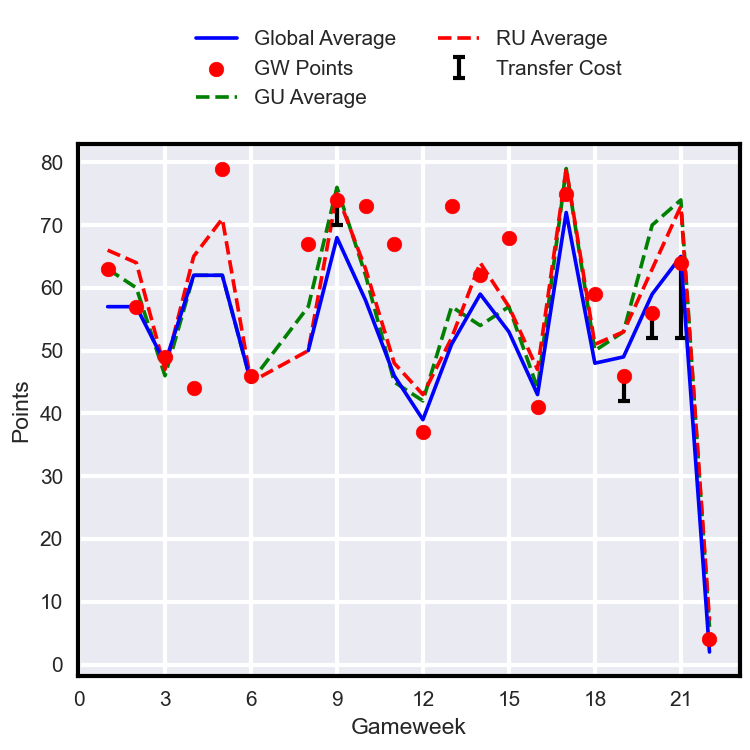 Global Average
GW Points
GU Average
RU Average
Transfer Cost
80
70
60
50
40
30
20
10
0
Points
0 3 6 9 12 15 18 21
Gameweek